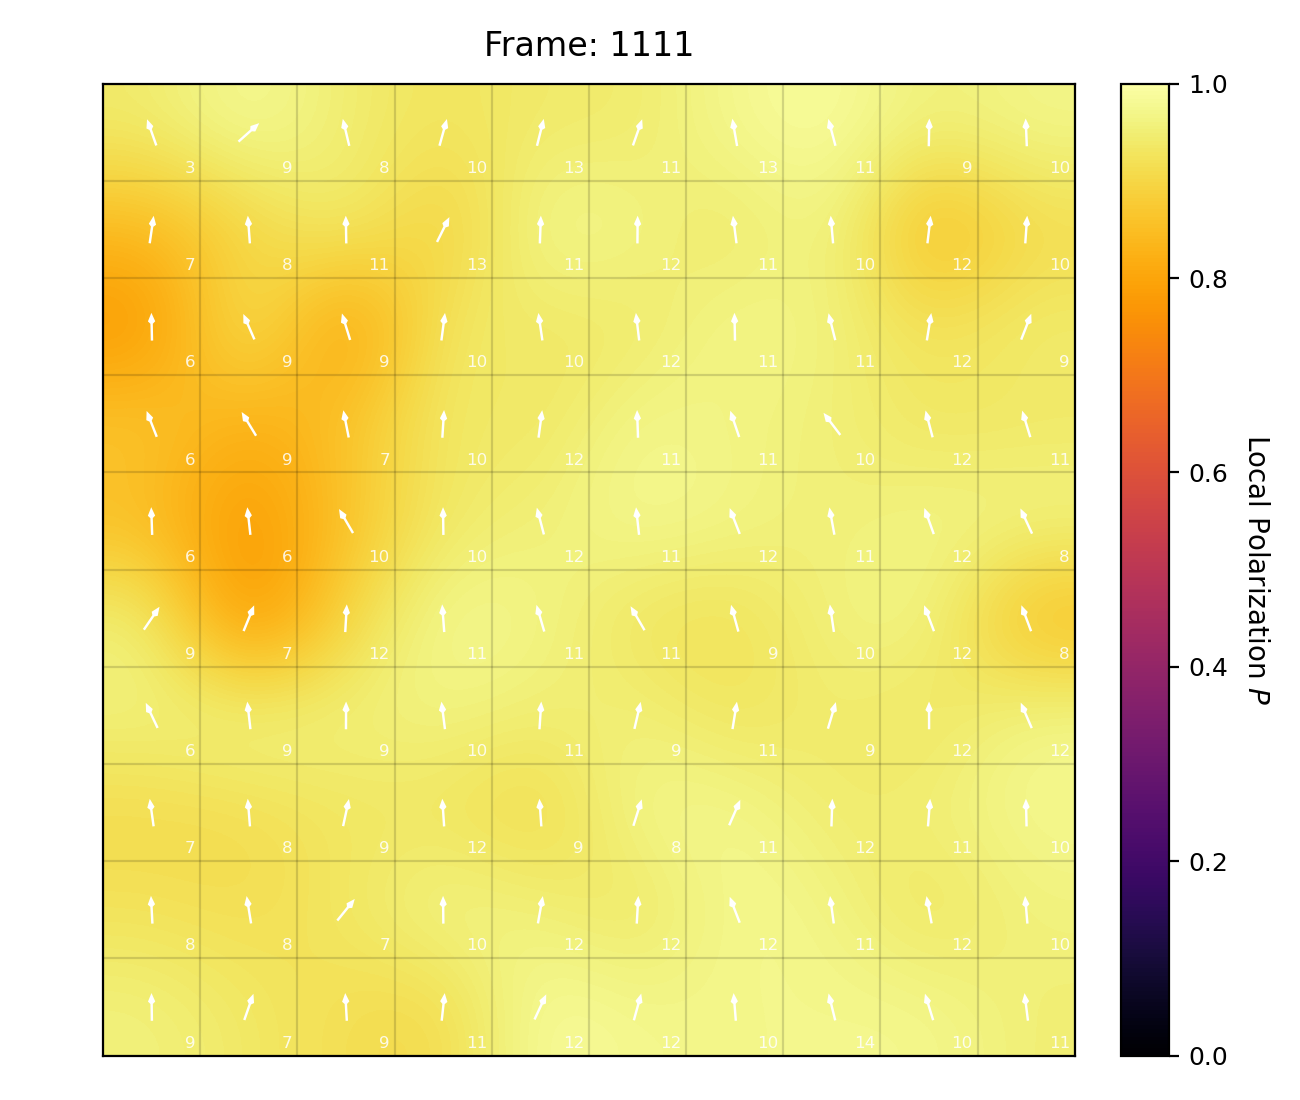 Frame: 1111
3 9 8 10 13 11 13 11 9 10
7 8 11 13 11 12 11 10 12 10
6 9 9 10 10 12 11 11 12 9
6 9 7 10 12 11 11 10 12 11
6 6 10 10 12 11 12 11 12 8
9 7 12 11 11 11 9 10 12 8
6 9 9 10 11 9 11 9 12 12
7 8 9 12 9 8 11 12 11 10
8 8 7 10 12 12 12 11 12 10
9 7 9 11 12 12 10 14 10 11
1.0
0.8
0.6
0.4
0.2
0.0
Local Polarization P